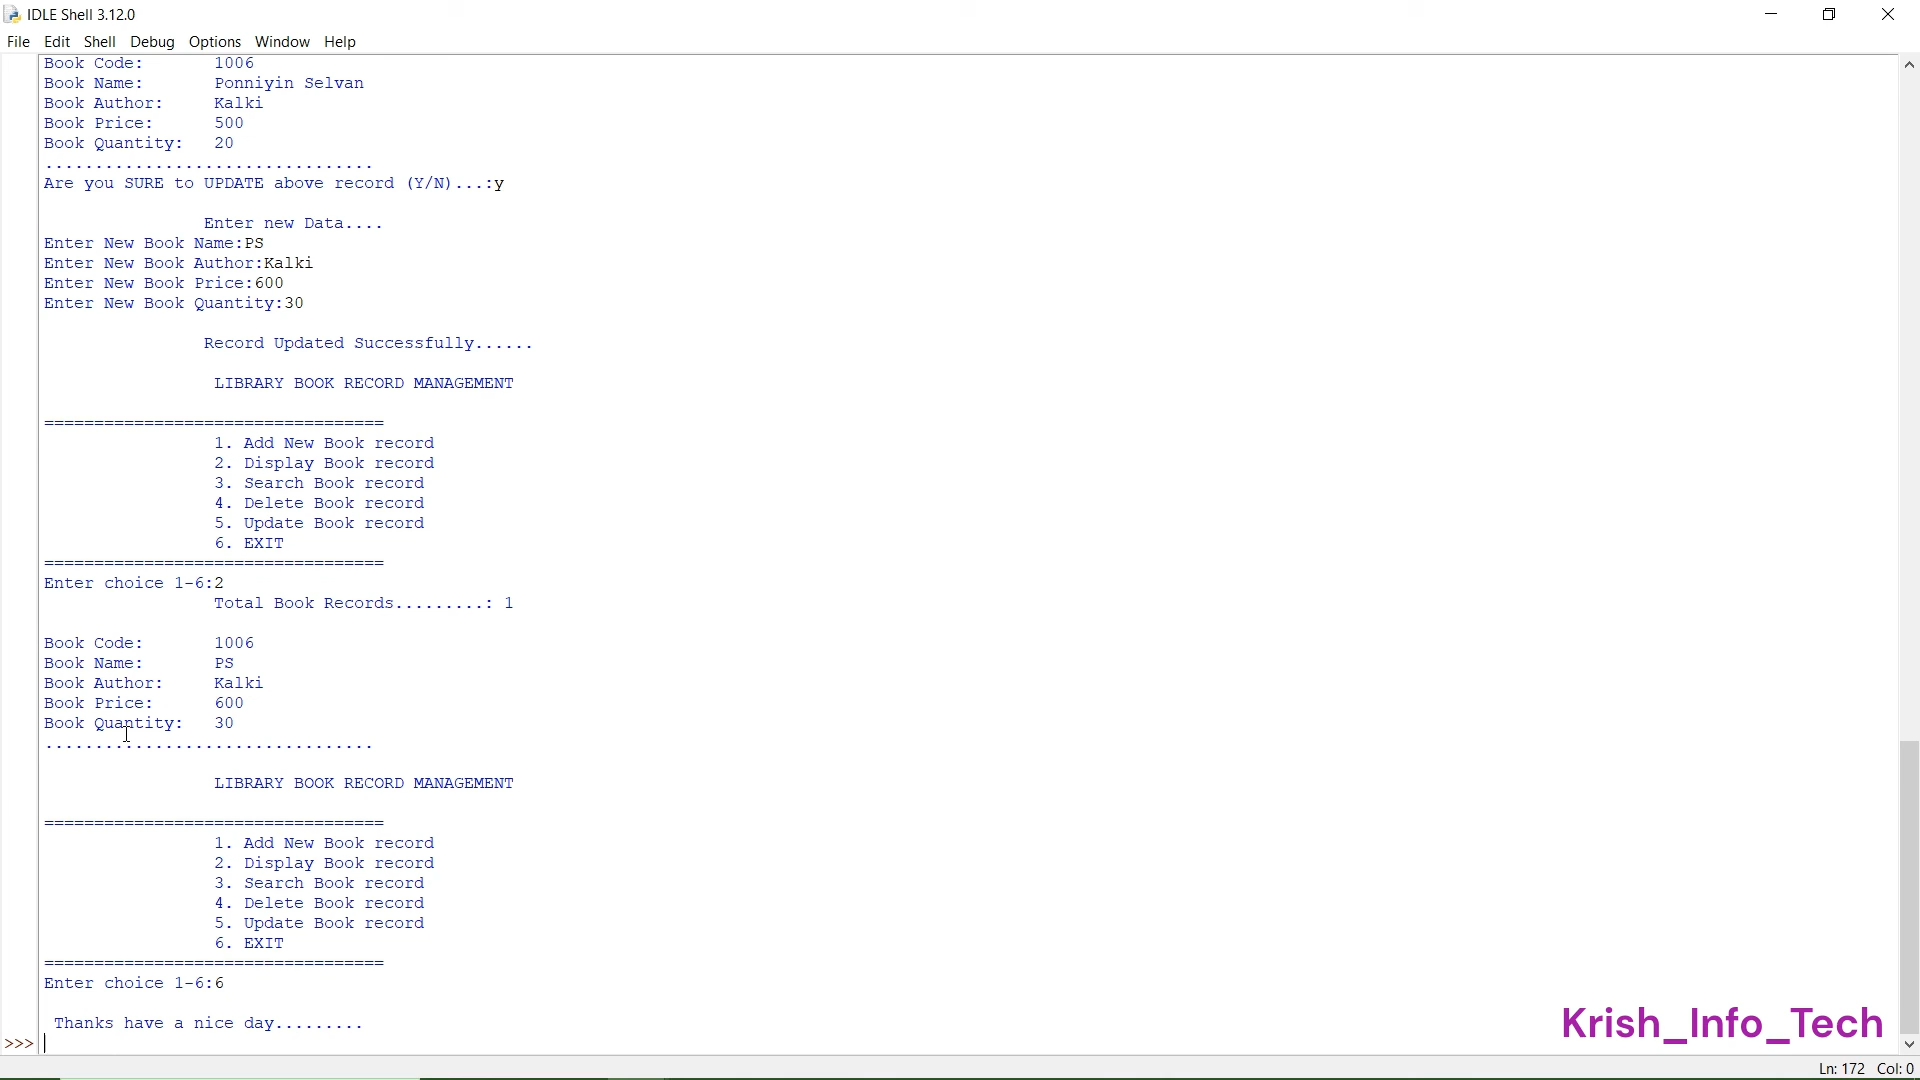 IDLE Shell 3.12.0
File Edit Shell Debug Options Window Help
Book Code: 1006
Book Name: Ponniyin Selvan
Book Author: Kalki
Book Price: 500
Book Quantity: 20
.................................
Are you SURE to UPDATE above record (Y/N)...:y
Enter new Data....
Enter New Book Name:PS
Enter New Book Author:Kalki
Enter New Book Price:600
Enter New Book Quantity:30
Record Updated Successfully......
LIBRARY BOOK RECORD MANAGEMENT
==================================
1. Add New Book record
2. Display Book record
3. Search Book record
4. Delete Book record
5. Update Book record
6. EXIT
==================================
Enter choice 1-6:2
Total Book Records.........: 1
Book Code: 1006
Book Name: PS
Book Author: Kalki
Book Price: 600
Book Quantity: 30
.................................
LIBRARY BOOK RECORD MANAGEMENT
==================================
1. Add New Book record
2. Display Book record
3. Search Book record
4. Delete Book record
5. Update Book record
6. EXIT
==================================
Enter choice 1-6:6
Thanks have a nice day.........
>>>
Krish_Info_Tech
Ln: 172 Col: 0